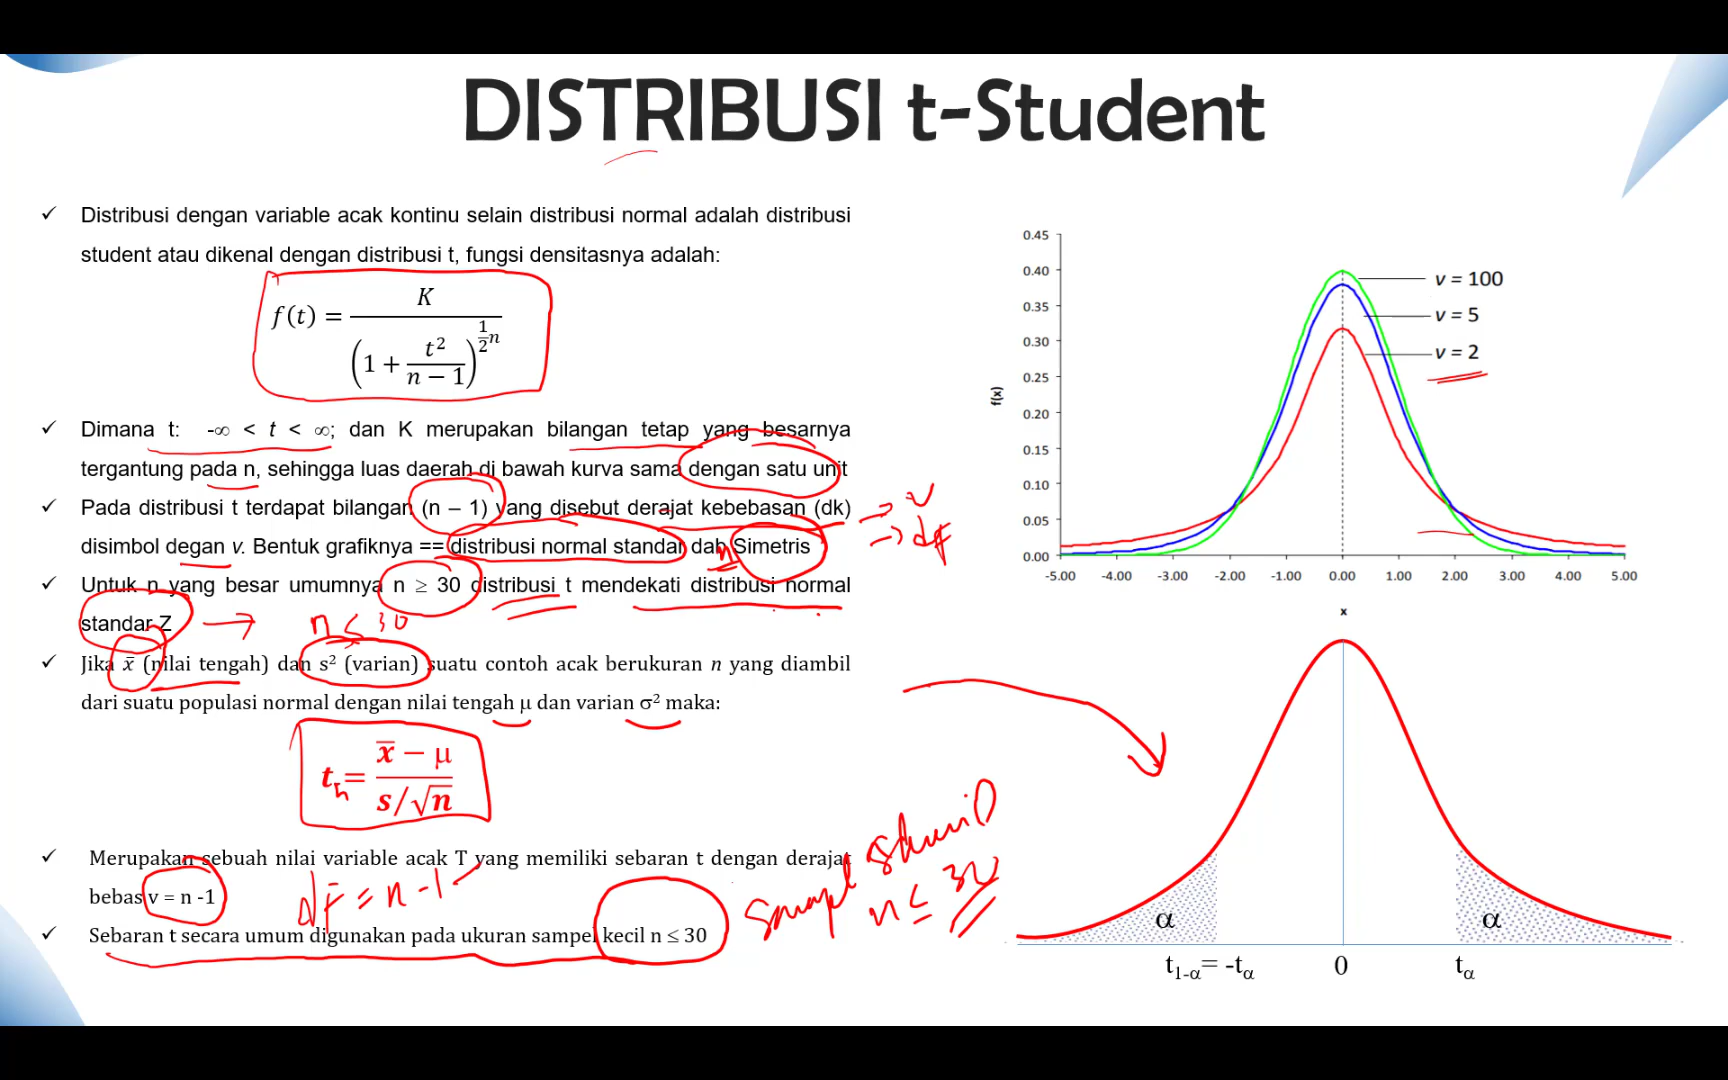 DISTRIBUSI t-Student
✓ Distribusi dengan variable acak kontinu selain distribusi normal adalah distribusi
student atau dikenal dengan distribusi t, fungsi densitasnya adalah:
f(t) = K / (1 + t²/(n − 1))^(½n)
✓ Dimana t: -∞ < t < ∞; dan K merupakan bilangan tetap yang besarnya
tergantung pada n, sehingga luas daerah di bawah kurva sama dengan satu unit
✓ Pada distribusi t terdapat bilangan (n – 1) yang disebut derajat kebebasan (dk)
⇒ v
disimbol degan v. Bentuk grafiknya == distribusi normal standar dab Simetris
n
⇒ df
✓ Untuk n yang besar umumnya n ≥ 30 distribusi t mendekati distribusi normal
standar Z → n ≤ 30
✓ Jika x̄ (nilai tengah) dan s² (varian) suatu contoh acak berukuran n yang diambil
dari suatu populasi normal dengan nilai tengah μ dan varian σ² maka:
t h = (x̄ − μ) / (s/√n)
✓ Merupakan sebuah nilai variable acak T yang memiliki sebaran t dengan derajat
bebas v = n -1
df = n -1
✓ Sebaran t secara umum digunakan pada ukuran sampel kecil n ≤ 30
sampel
n ≤ 30
0.45
0.40
0.35
0.30
0.25
0.20
0.15
0.10
0.05
0.00
f(x)
v = 100
v = 5
v = 2
-5.00 -4.00 -3.00 -2.00 -1.00 0.00 1.00 2.00 3.00 4.00 5.00
x
α α
t1-α= -tα 0 tα